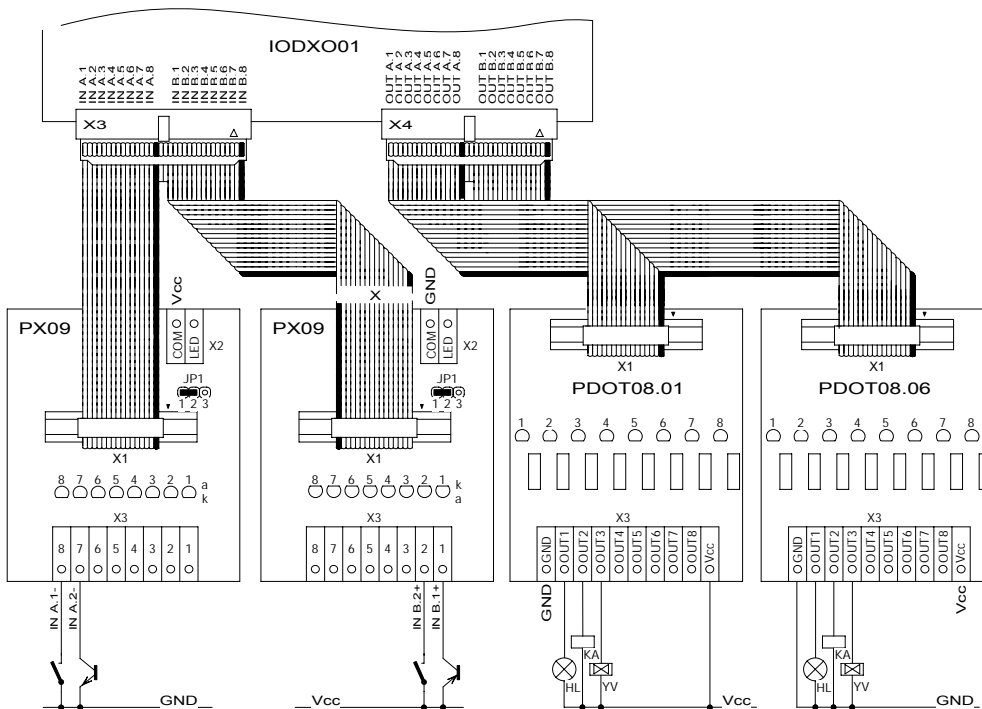 IODXO01
IN A.1
IN A.2
IN A.3
IN A.4
IN A.5
IN A.6
IN A.7
IN A.8
IN B.1
IN B.2
IN B.3
IN B.4
IN B.5
IN B.6
IN B.7
IN B.8
OUT A.1
OUT A.2
OUT A.3
OUT A.4
OUT A.5
OUT A.6
OUT A.7
OUT A.8
OUT B.1
OUT B.2
OUT B.3
OUT B.4
OUT B.5
OUT B.6
OUT B.7
OUT B.8
X3
X4
X
Vcc
GND
PX09
COM
LED
X2
JP1
1 2 3
X1
8 7 6 5 4 3 2 1 a
k
X3
8 7 6 5 4 3 2 1
IN A.1-
IN A.2-
GND
PX09
COM
LED
X2
JP1
1 2 3
X1
8 7 6 5 4 3 2 1 k
a
X3
8 7 6 5 4 3 2 1
IN B.2+
IN B.1+
Vcc
X1
PDOT08.01
1 2 3 4 5 6 7 8
X3
GND
OUT1
OUT2
OUT3
OUT4
OUT5
OUT6
OUT7
OUT8
Vcc
GND
KA
HL
YV
Vcc
X1
PDOT08.06
1 2 3 4 5 6 7 8
X3
GND
OUT1
OUT2
OUT3
OUT4
OUT5
OUT6
OUT7
OUT8
Vcc
Vcc
KA
HL
YV
GND